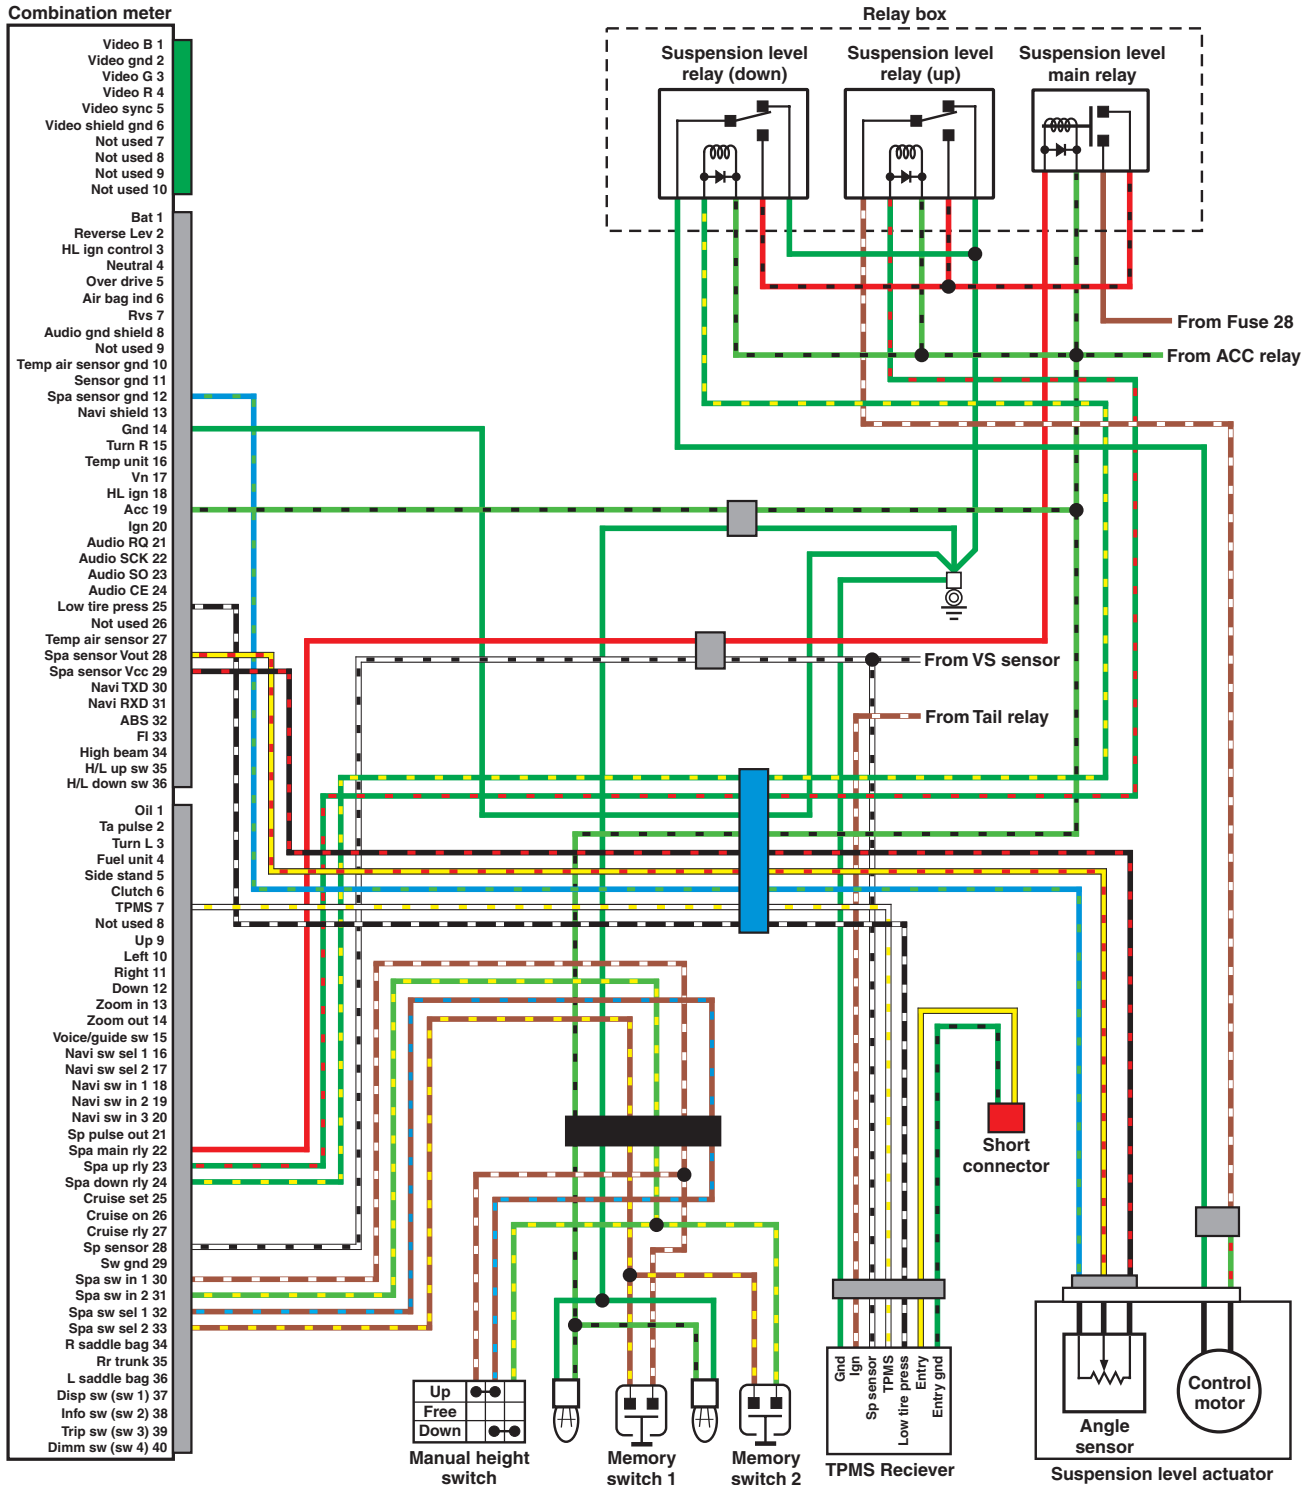 Combination meter
Video B 1
Video gnd 2
Video G 3
Video R 4
Video sync 5
Video shield gnd 6
Not used 7
Not used 8
Not used 9
Not used 10
Bat 1
Reverse Lev 2
HL ign control 3
Neutral 4
Over drive 5
Air bag ind 6
Rvs 7
Audio gnd shield 8
Not used 9
Temp air sensor gnd 10
Sensor gnd 11
Spa sensor gnd 12
Navi shield 13
Gnd 14
Turn R 15
Temp unit 16
Vn 17
HL ign 18
Acc 19
Ign 20
Audio RQ 21
Audio SCK 22
Audio SO 23
Audio CE 24
Low tire press 25
Not used 26
Temp air sensor 27
Spa sensor Vout 28
Spa sensor Vcc 29
Navi TXD 30
Navi RXD 31
ABS 32
FI 33
High beam 34
H/L up sw 35
H/L down sw 36
Oil 1
Ta pulse 2
Turn L 3
Fuel unit 4
Side stand 5
Clutch 6
TPMS 7
Not used 8
Up 9
Left 10
Right 11
Down 12
Zoom in 13
Zoom out 14
Voice/guide sw 15
Navi sw sel 1 16
Navi sw sel 2 17
Navi sw in 1 18
Navi sw in 2 19
Navi sw in 3 20
Sp pulse out 21
Spa main rly 22
Spa up rly 23
Spa down rly 24
Cruise set 25
Cruise on 26
Cruise rly 27
Sp sensor 28
Sw gnd 29
Spa sw in 1 30
Spa sw in 2 31
Spa sw sel 1 32
Spa sw sel 2 33
R saddle bag 34
Rr trunk 35
L saddle bag 36
Disp sw (sw 1) 37
Info sw (sw 2) 38
Trip sw (sw 3) 39
Dimm sw (sw 4) 40
Relay box
Suspension level
relay (down)
Suspension level
relay (up)
Suspension level
main relay
From Fuse 28
From ACC relay
From VS sensor
From Tail relay
Short
connector
Up
Free
Down
Manual height
switch
Memory
switch 1
Memory
switch 2
Gnd
Ign
Sp sensor
TPMS
Low tire press
Entry
Entry gnd
TPMS Reciever
Angle
sensor
Control
motor
Suspension level actuator